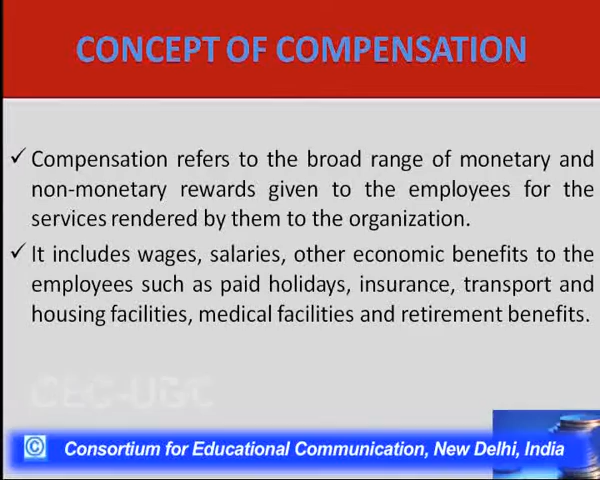 CONCEPT OF COMPENSATION
✓ Compensation refers to the broad range of monetary and
non-monetary rewards given to the employees for the
services rendered by them to the organization.
✓ It includes wages, salaries, other economic benefits to the
employees such as paid holidays, insurance, transport and
housing facilities, medical facilities and retirement benefits.
CEC-UGC
© Consortium for Educational Communication, New Delhi, India